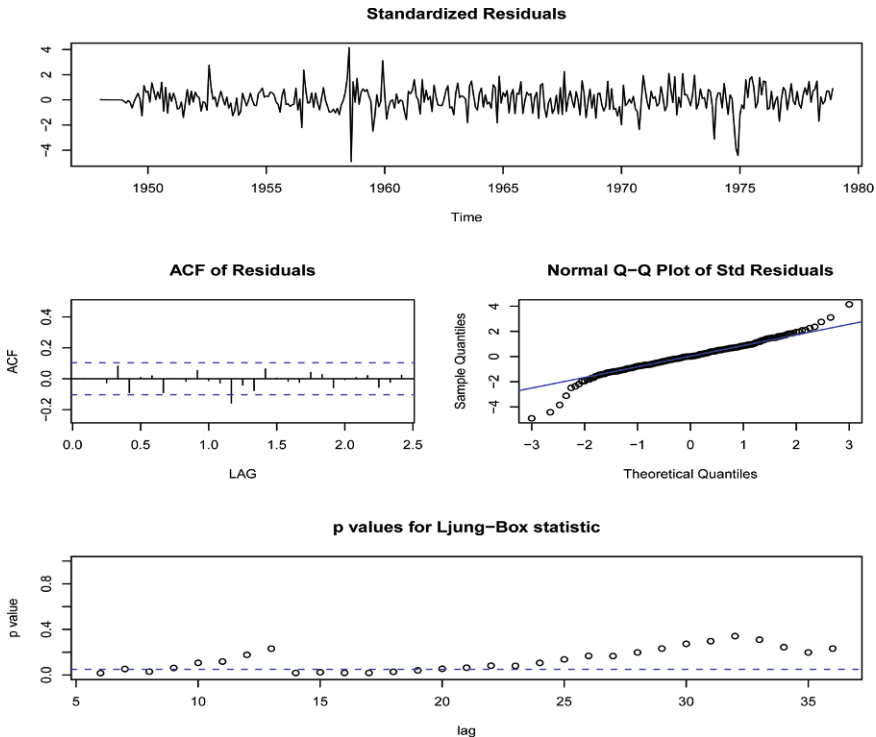 Standardized Residuals
4
2
0
−2
−4
1950 1955 1960 1965 1970 1975 1980
Time
ACF of Residuals
ACF
0.4
0.2
0.0
−0.2
0.0 0.5 1.0 1.5 2.0 2.5
LAG
Normal Q−Q Plot of Std Residuals
Sample Quantiles
4
2
0
−2
−4
−3 −2 −1 0 1 2 3
Theoretical Quantiles
p values for Ljung−Box statistic
p value
0.8
0.4
0.0
5 10 15 20 25 30 35
lag